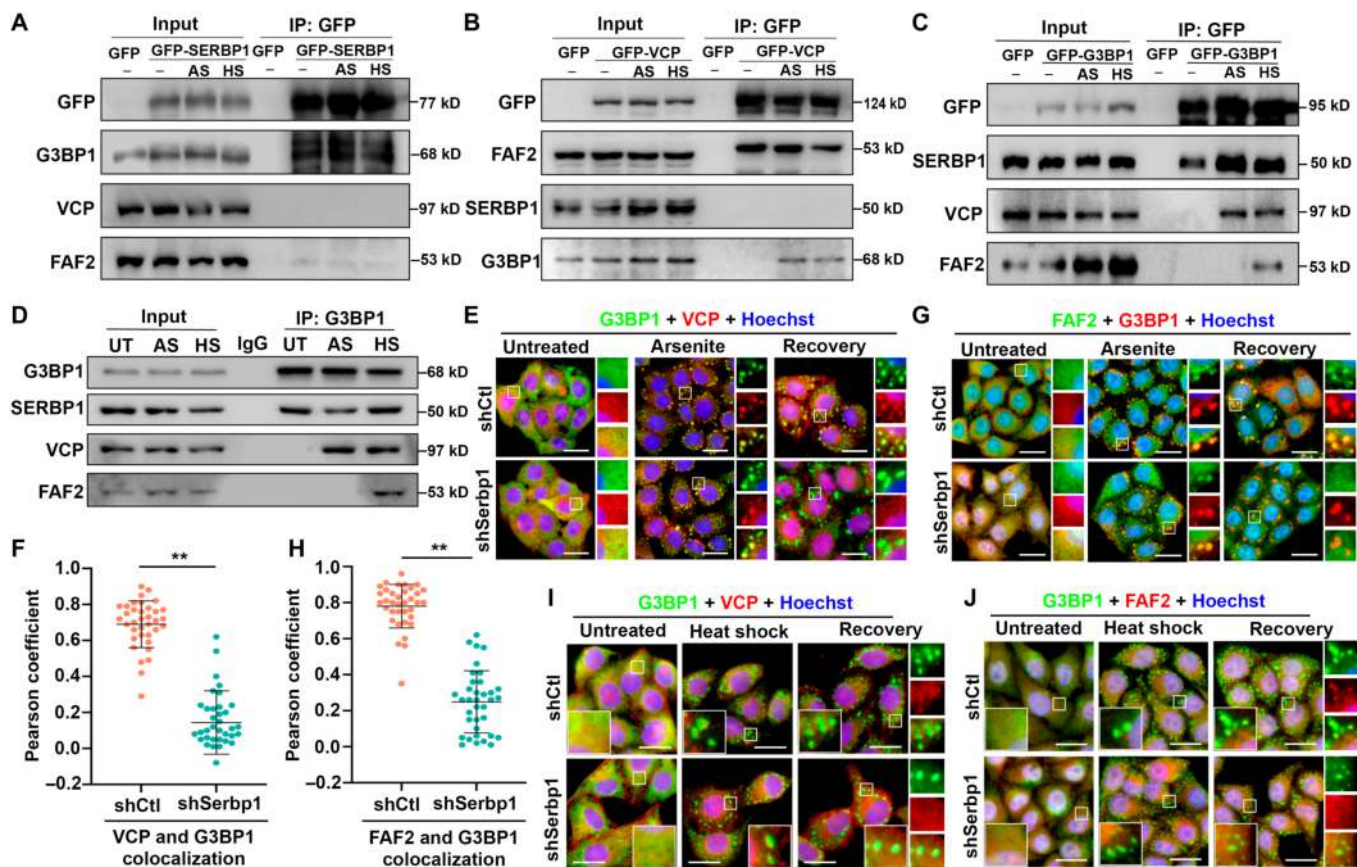 A
Input
IP: GFP
GFP
GFP-SERBP1
GFP
GFP-SERBP1
– – AS HS – – AS HS
GFP
77 kD
G3BP1
68 kD
VCP
97 kD
FAF2
53 kD
B
Input
IP: GFP
GFP
GFP-VCP
GFP
GFP-VCP
– – AS HS – – AS HS
GFP
124 kD
FAF2
53 kD
SERBP1
50 kD
G3BP1
68 kD
C
Input
IP: GFP
GFP
GFP-G3BP1
GFP
GFP-G3BP1
– – AS HS – – AS HS
GFP
95 kD
SERBP1
50 kD
VCP
97 kD
FAF2
53 kD
D
Input
IP: G3BP1
UT AS HS IgG UT AS HS
G3BP1
68 kD
SERBP1
50 kD
VCP
97 kD
FAF2
53 kD
E
G3BP1 + VCP + Hoechst
Untreated Arsenite Recovery
shCtl
shSerbp1
G
FAF2 + G3BP1 + Hoechst
Untreated Arsenite Recovery
shCtl
shSerbp1
F
**
Pearson coefficient
1.0
0.8
0.6
0.4
0.2
0.0
–0.2
shCtl shSerbp1
VCP and G3BP1
colocalization
H
**
Pearson coefficient
1.0
0.8
0.6
0.4
0.2
0.0
–0.2
shCtl shSerbp1
FAF2 and G3BP1
colocalization
I
G3BP1 + VCP + Hoechst
Untreated Heat shock Recovery
shCtl
shSerbp1
J
G3BP1 + FAF2 + Hoechst
Untreated Heat shock Recovery
shCtl
shSerbp1